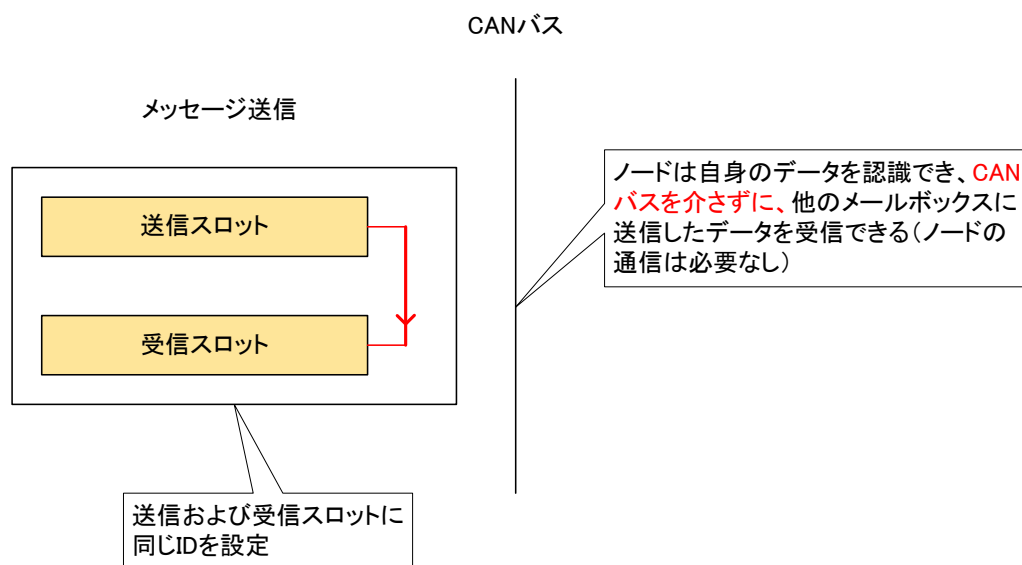 CANバス
メッセージ送信
送信スロット
受信スロット
ノードは自身のデータを認識でき、CAN
バスを介さずに、他のメールボックスに
送信したデータを受信できる(ノードの
通信は必要なし)
送信および受信スロットに
同じIDを設定